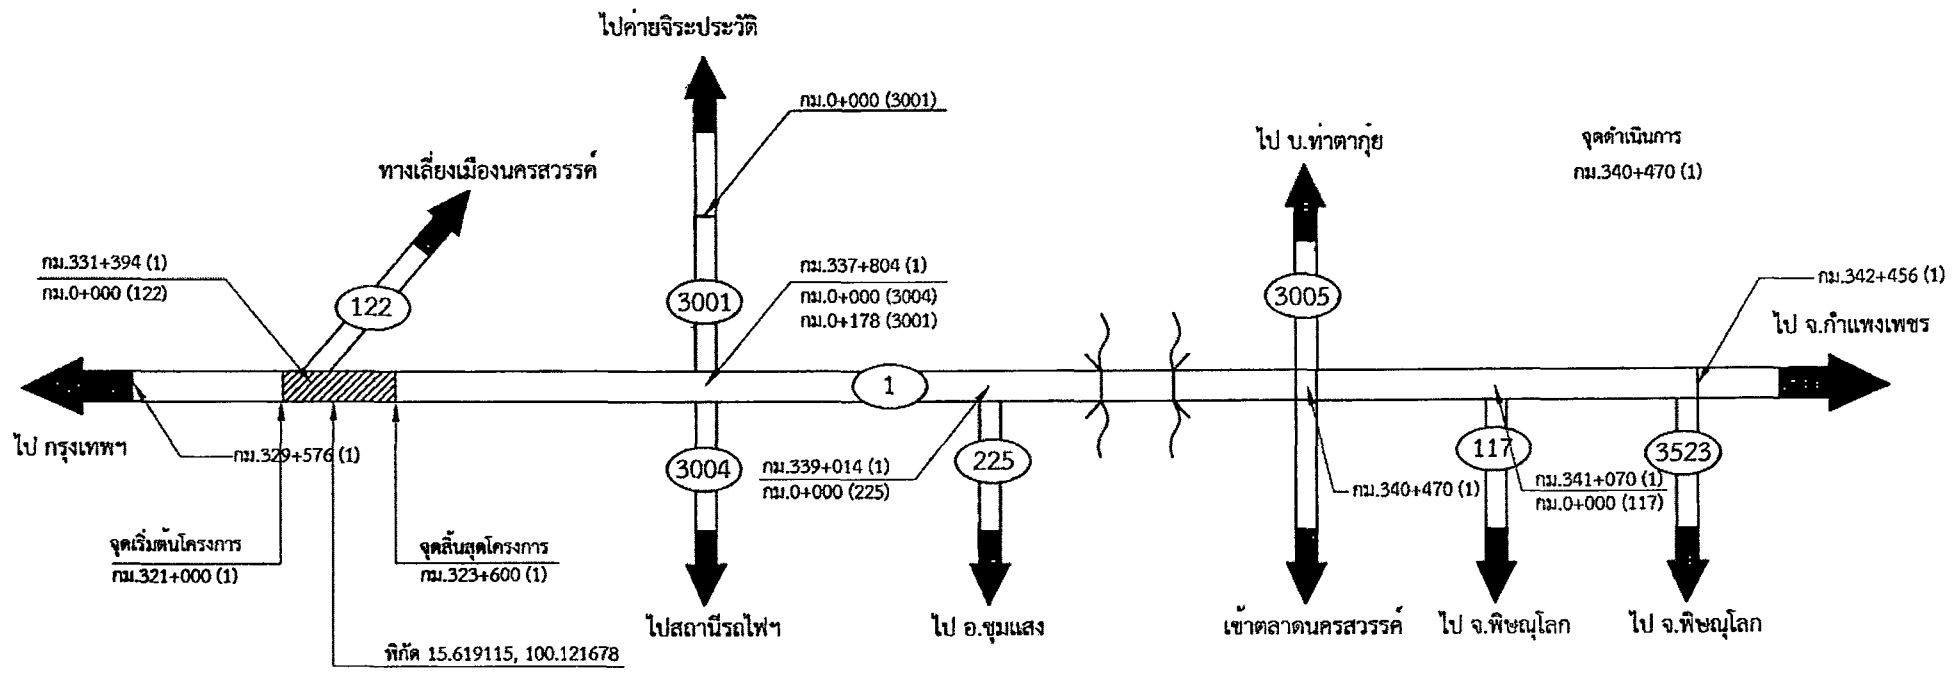 ไปค่ายจิระประวัติ
กม.0+000 (3001)
ไป บ.ท่าตากุ๋ย
จุดดำเนินการ
กม.340+470 (1)
ทางเลี่ยงเมืองนครสวรรค์
กม.331+394 (1)
กม.0+000 (122)
122
3001
กม.337+804 (1)
กม.0+000 (3004)
กม.0+178 (3001)
3005
กม.342+456 (1)
ไป จ.กำแพงเพชร
1
ไป กรุงเทพฯ
กม.329+576 (1)
3004
กม.339+014 (1)
กม.0+000 (225)
225
กม.340+470 (1)
117
กม.341+070 (1)
กม.0+000 (117)
3523
จุดเริ่มต้นโครงการ
กม.321+000 (1)
จุดสิ้นสุดโครงการ
กม.323+600 (1)
ไปสถานีรถไฟฯ
ไป อ.ชุมแสง
เข้าตลาดนครสวรรค์
ไป จ.พิษณุโลก
ไป จ.พิษณุโลก
พิกัด 15.619115, 100.121678